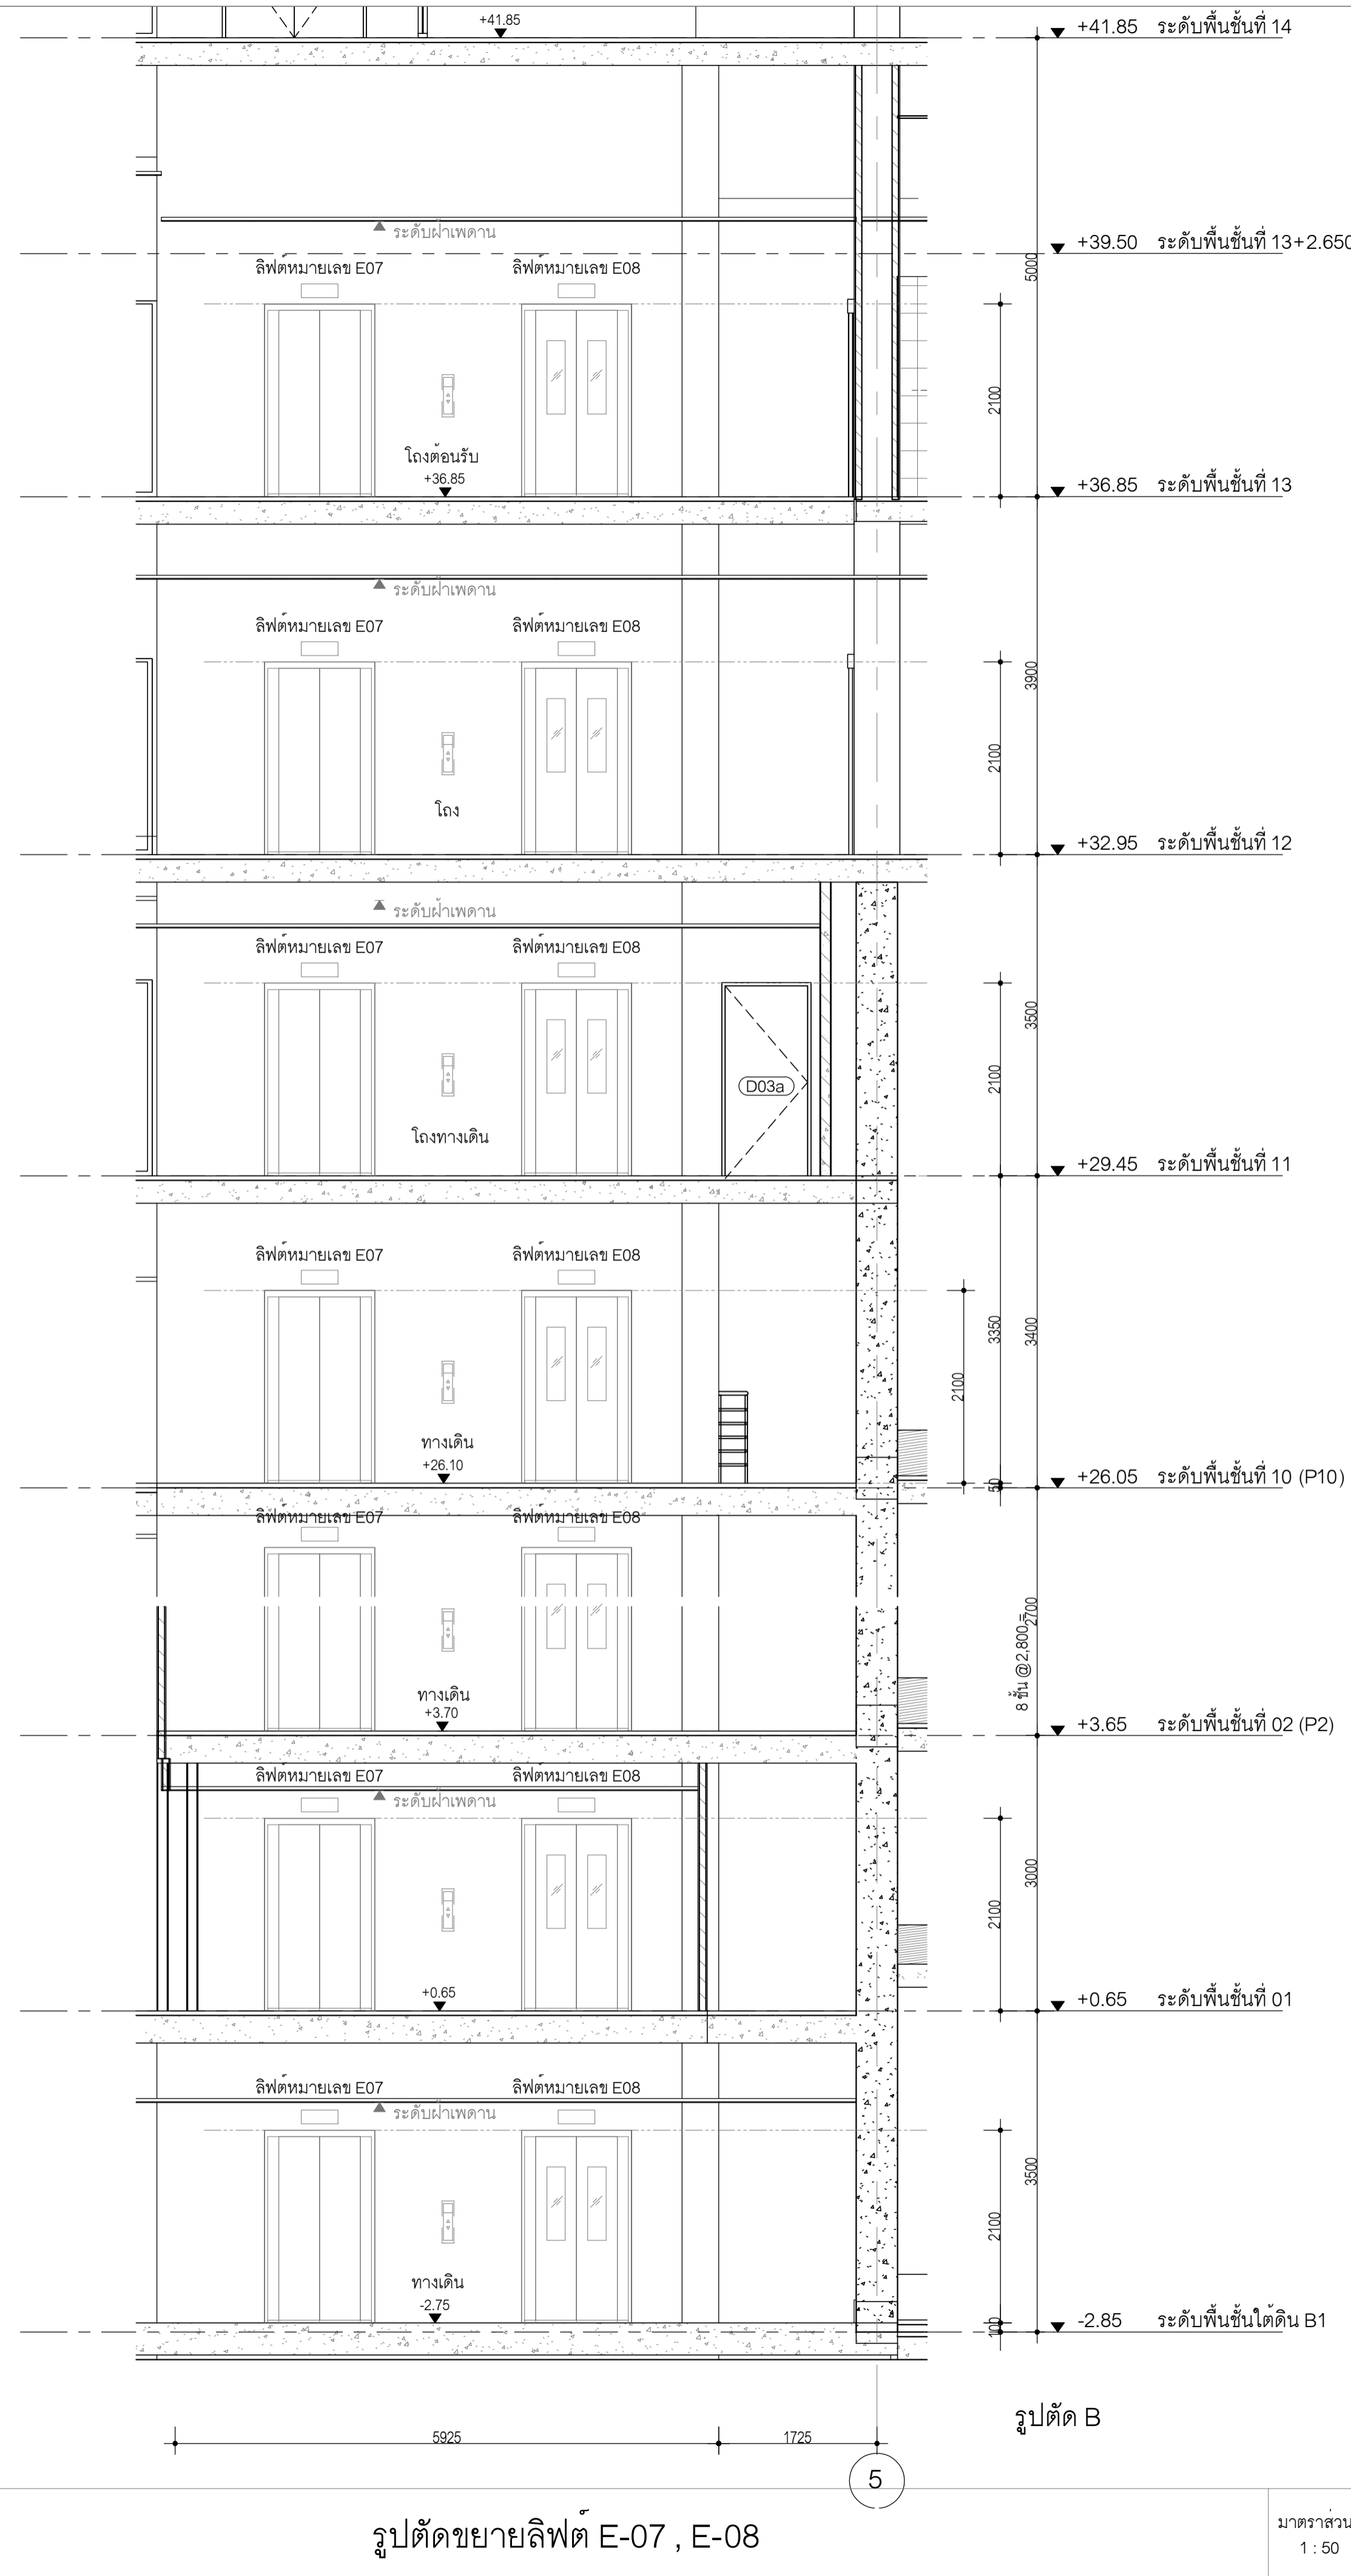 +41.85
+41.85 ระดับพื้นชั้นที่ 14
ระดับฝ้าเพดาน
+39.50 ระดับพื้นชั้นที่ 13+2.650
5000
ลิฟต์หมายเลข E07
ลิฟต์หมายเลข E08
2100
โถงต้อนรับ
+36.85
+36.85 ระดับพื้นชั้นที่ 13
ระดับฝ้าเพดาน
ลิฟต์หมายเลข E07
ลิฟต์หมายเลข E08
3900
2100
โถง
+32.95 ระดับพื้นชั้นที่ 12
ระดับฝ้าเพดาน
ลิฟต์หมายเลข E07
ลิฟต์หมายเลข E08
3500
2100
D03a
โถงทางเดิน
+29.45 ระดับพื้นชั้นที่ 11
ลิฟต์หมายเลข E07
ลิฟต์หมายเลข E08
3350
3400
2100
ทางเดิน
+26.10
50
+26.05 ระดับพื้นชั้นที่ 10 (P10)
ลิฟต์หมายเลข E07
ลิฟต์หมายเลข E08
2700
8 ชั้น @2,800=
ทางเดิน
+3.70
+3.65 ระดับพื้นชั้นที่ 02 (P2)
ลิฟต์หมายเลข E07
ลิฟต์หมายเลข E08
ระดับฝ้าเพดาน
3000
2100
+0.65
+0.65 ระดับพื้นชั้นที่ 01
ลิฟต์หมายเลข E07
ลิฟต์หมายเลข E08
ระดับฝ้าเพดาน
3500
2100
ทางเดิน
-2.75
100
-2.85 ระดับพื้นชั้นใต้ดิน B1
รูปตัด B
5925
1725
5
รูปตัดขยายลิฟต์ E-07 , E-08
มาตราส่วน
1 : 50